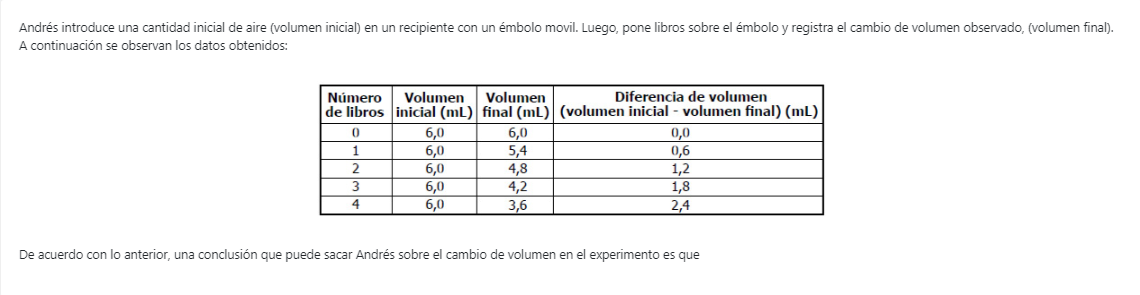 Andrés introduce una cantidad inicial de aire (volumen inicial) en un recipiente con un émbolo movil. Luego, pone libros sobre el émbolo y registra el cambio de volumen observado, (volumen final).
A continuación se observan los datos obtenidos:
Número de libros | Volumen inicial (mL) | Volumen final (mL) | Diferencia de volumen (volumen inicial - volumen final) (mL)
0 | 6,0 | 6,0 | 0,0
1 | 6,0 | 5,4 | 0,6
2 | 6,0 | 4,8 | 1,2
3 | 6,0 | 4,2 | 1,8
4 | 6,0 | 3,6 | 2,4
De acuerdo con lo anterior, una conclusión que puede sacar Andrés sobre el cambio de volumen en el experimento es que